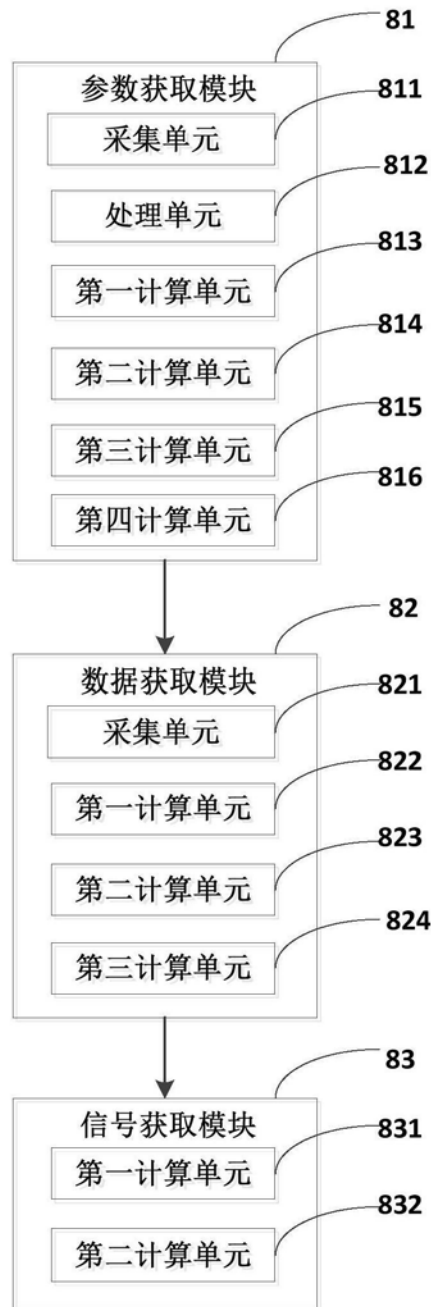 81
参数获取模块
811
采集单元
812
处理单元
813
第一计算单元
814
第二计算单元
815
第三计算单元
816
第四计算单元
82
数据获取模块
821
采集单元
822
第一计算单元
823
第二计算单元
824
第三计算单元
83
信号获取模块
831
第一计算单元
832
第二计算单元